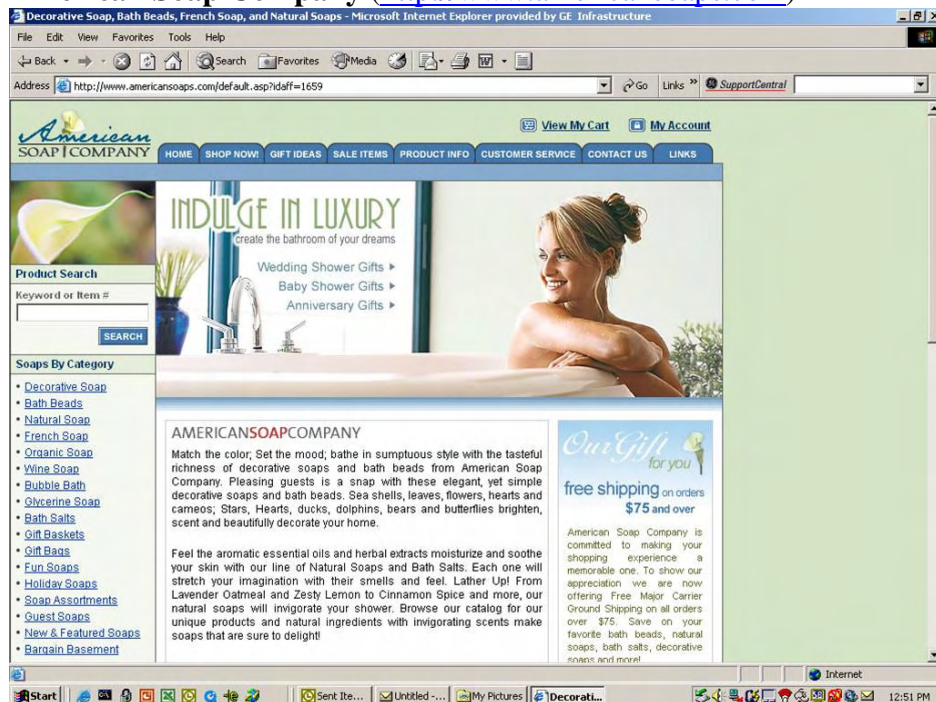 Decorative Soap, Bath Beads, French Soap, and Natural Soaps - Microsoft Internet Explorer provided by GE Infrastructure
File Edit View Favorites Tools Help
Back Search Favorites Media
Address http://www.americansoaps.com/default.asp?idaff=1659 Go Links » SupportCentral
View My Cart My Account
American
SOAP COMPANY
HOME SHOP NOW! GIFT IDEAS SALE ITEMS PRODUCT INFO CUSTOMER SERVICE CONTACT US LINKS
INDULGE IN LUXURY
create the bathroom of your dreams
Wedding Shower Gifts
Baby Shower Gifts
Anniversary Gifts
Product Search
Keyword or Item #
SEARCH
Soaps By Category
• Decorative Soap
• Bath Beads
• Natural Soap
• French Soap
• Organic Soap
• Wine Soap
• Bubble Bath
• Glycerine Soap
• Bath Salts
• Gift Baskets
• Gift Bags
• Fun Soaps
• Holiday Soaps
• Soap Assortments
• Guest Soaps
• New & Featured Soaps
• Bargain Basement
AMERICANSOAPCOMPANY
Match the color; Set the mood; bathe in sumptuous style with the tasteful
richness of decorative soaps and bath beads from American Soap
Company. Pleasing guests is a snap with these elegant, yet simple
decorative soaps and bath beads. Sea shells, leaves, flowers, hearts and
cameos; Stars, Hearts, ducks, dolphins, bears and butterflies brighten,
scent and beautifully decorate your home.
Feel the aromatic essential oils and herbal extracts moisturize and soothe
your skin with our line of Natural Soaps and Bath Salts. Each one will
stretch your imagination with their smells and feel. Lather Up! From
Lavender Oatmeal and Zesty Lemon to Cinnamon Spice and more, our
natural soaps will invigorate your shower. Browse our catalog for our
unique products and natural ingredients with invigorating scents make
soaps that are sure to delight!
Our Gift
for you
free shipping on orders
$75 and over
American Soap Company is
committed to making your
shopping experience a
memorable one. To show our
appreciation we are now
offering Free Major Carrier
Ground Shipping on all orders
over $75. Save on your
favorite bath beads, natural
soaps, bath salts, decorative
soaps and more!
Internet
Start Sent Ite... Untitled -... My Pictures Decorati... 12:51 PM